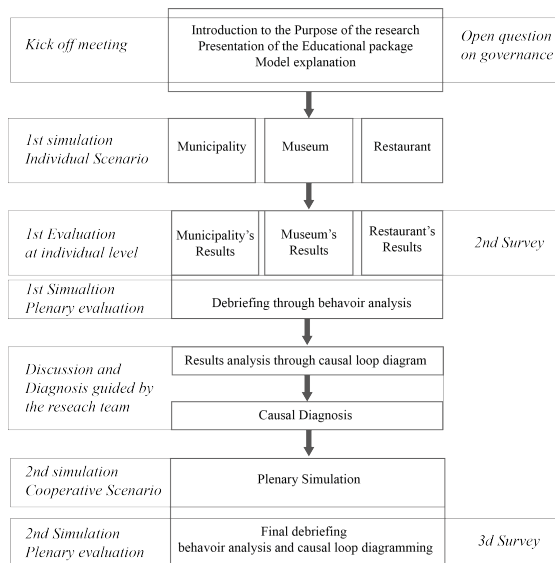 Kick off meeting
Introduction to the Purpose of the research
Presentation of the Educational package
Model explanation
Open question
on governance
1st simulation
Individual Scenario
Municipality
Museum
Restaurant
1st Evaluation
at individual level
Municipality's
Results
Museum's
Results
Restaurant's
Results
2nd Survey
1st Simualtion
Plenary evaluation
Debriefing through behavoir analysis
Discussion and
Diagnosis guided by
the reseach team
Results analysis through causal loop diagram
Causal Diagnosis
2nd simulation
Cooperative Scenario
Plenary Simulation
2nd Simulation
Plenary evaluation
Final debriefing
behavoir analysis and causal loop diagramming
3d Survey